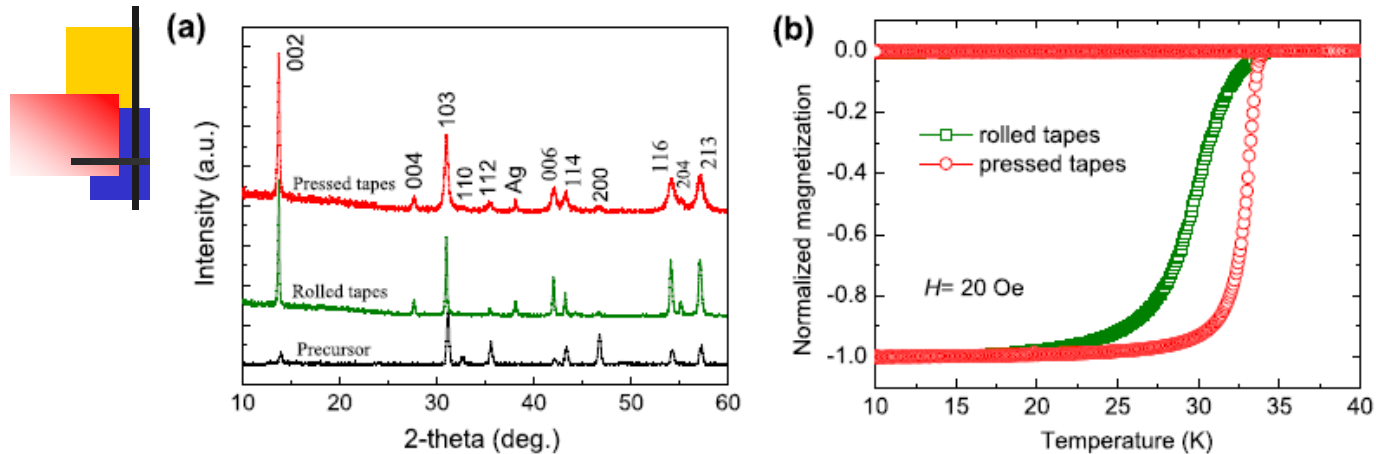 (a)
002
103
004
110
112
Ag
006
114
200
116
204
213
Pressed tapes
Rolled tapes
Precursor
Intensity (a.u.)
10 20 30 40 50 60
2-theta (deg.)
(b)
0.0
-0.2
-0.4
-0.6
-0.8
-1.0
Normalized magnetization
rolled tapes
pressed tapes
H= 20 Oe
10 15 20 25 30 35 40
Temperature (K)